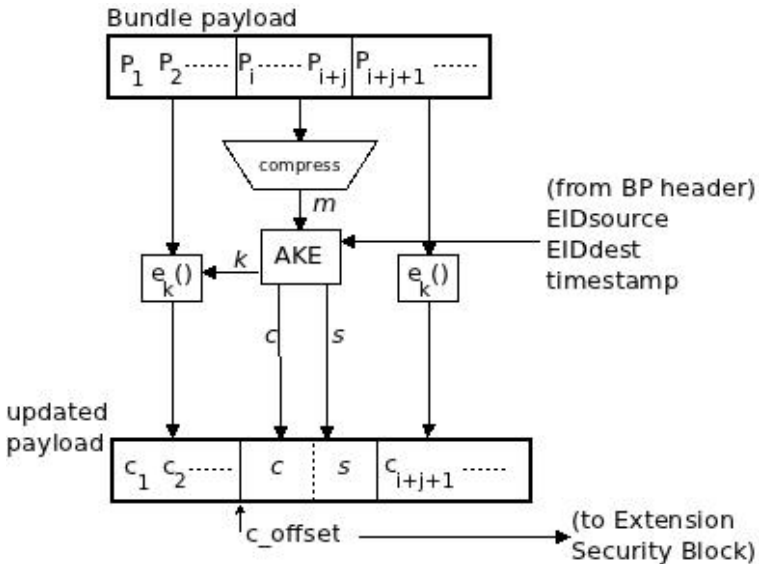 Bundle payload
P1 P2 ...... Pi ...... Pi+j Pi+j+1 ......
compress
m
(from BP header)
EIDsource
EIDdest
timestamp
AKE
k
ek() ek()
c s
updated
payload
c1 c2 ...... c s ci+j+1 ......
c_offset
(to Extension
Security Block)